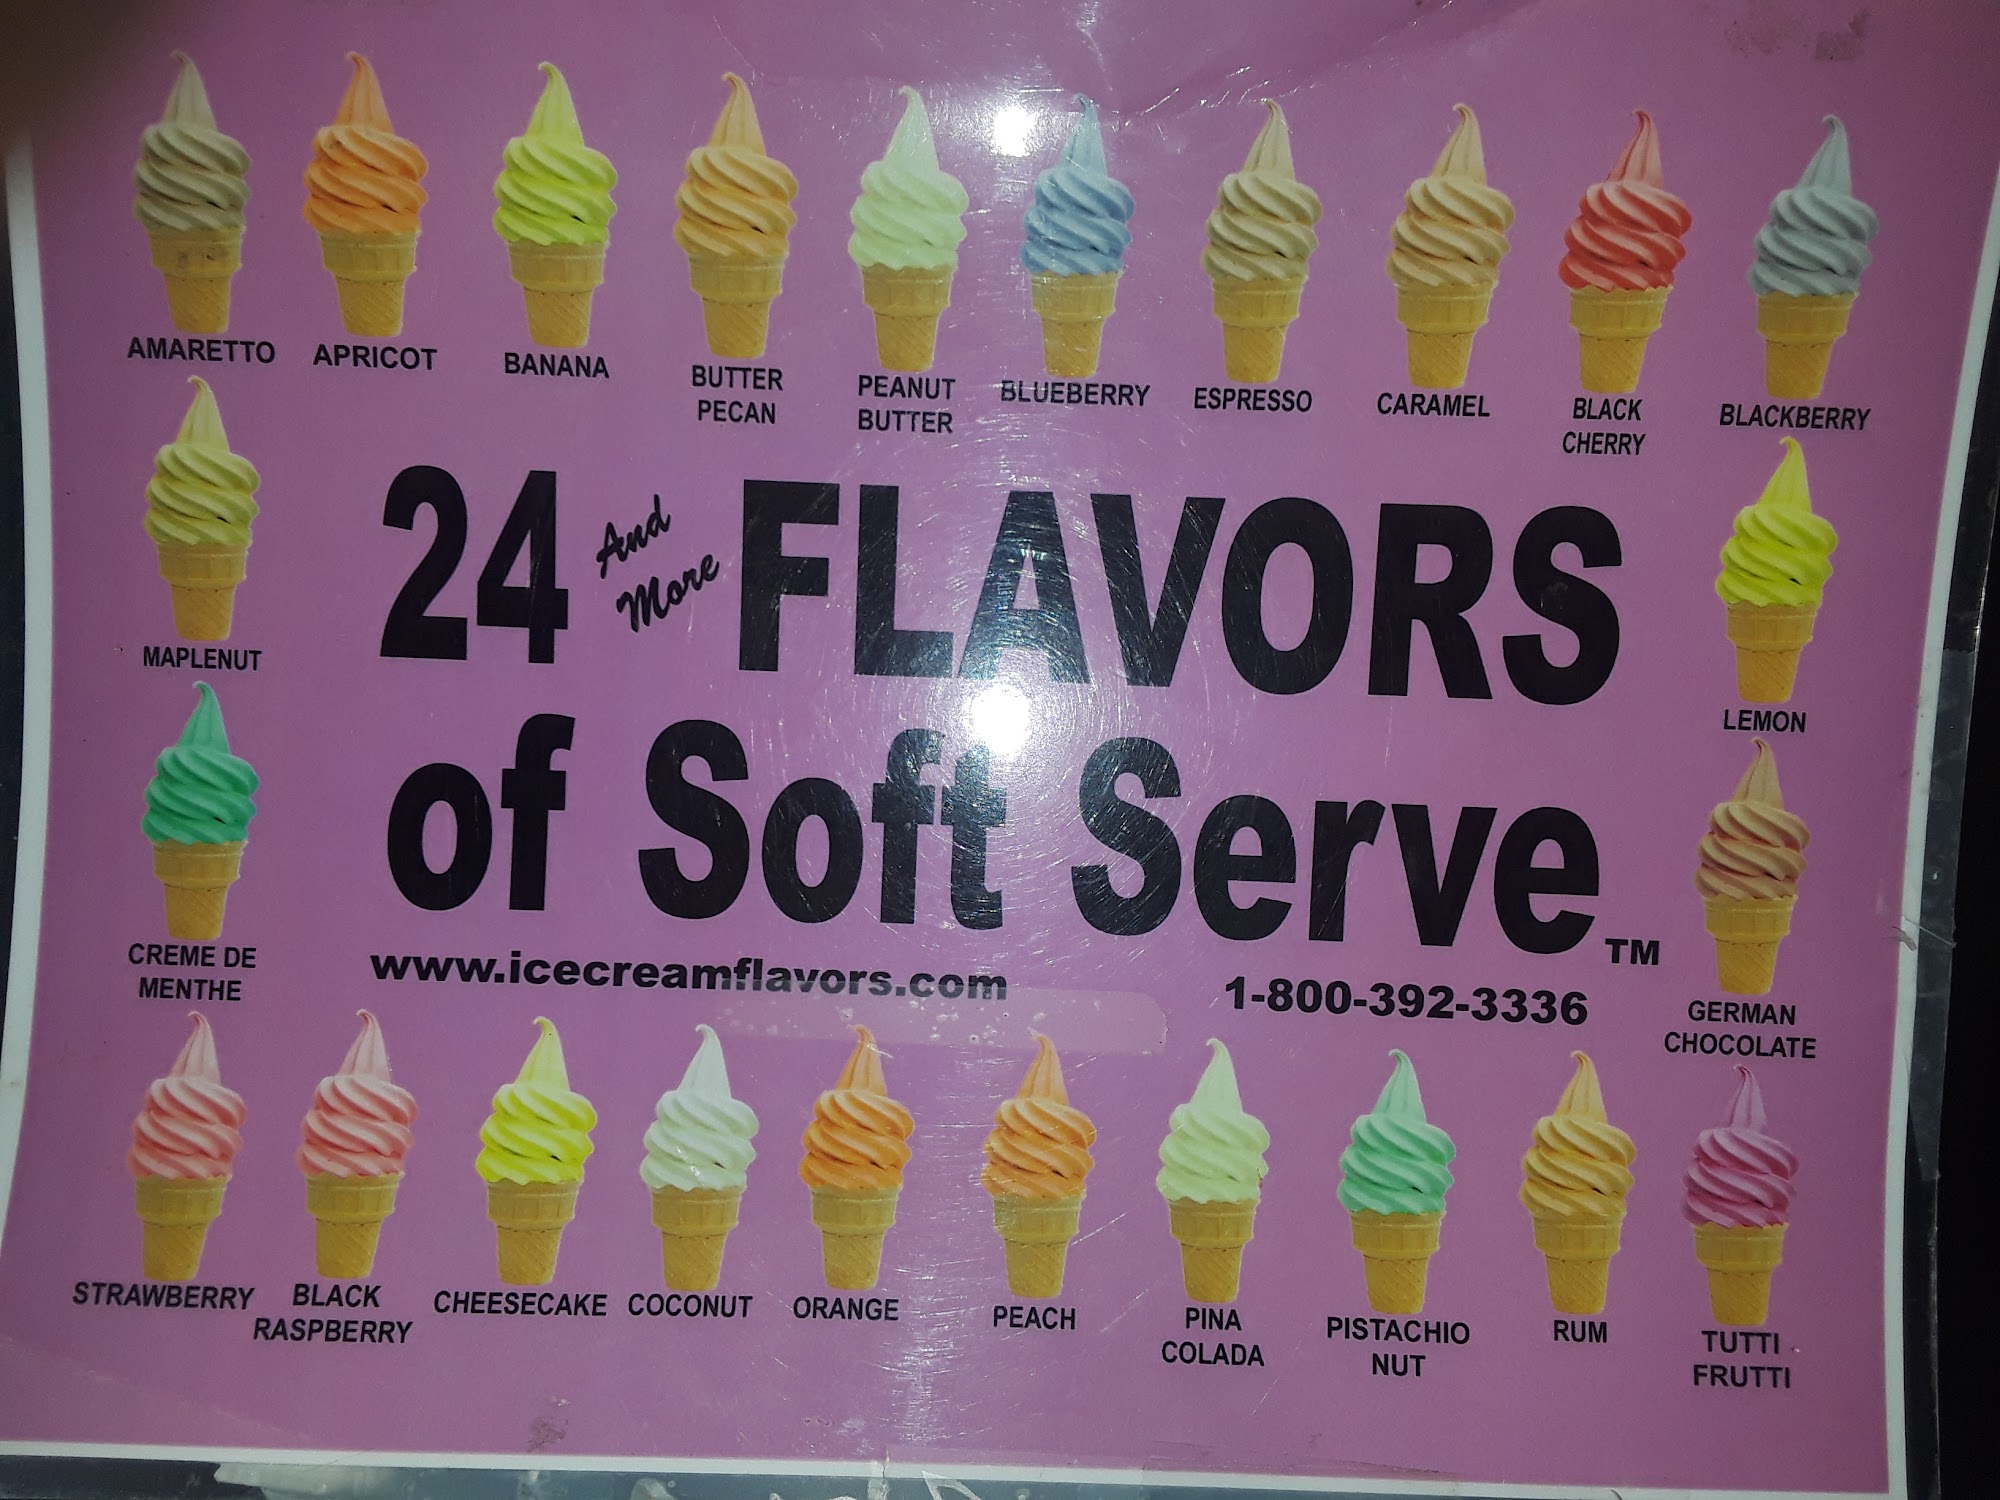 AMARETTO
APRICOT
BANANA
BUTTER
PECAN
PEANUT
BUTTER
BLUEBERRY
ESPRESSO
CARAMEL
BLACK
CHERRY
BLACKBERRY
MAPLENUT
24 And More FLAVORS
of Soft Serve™
LEMON
CREME DE
MENTHE
www.icecreamflavors.com
1-800-392-3336
GERMAN
CHOCOLATE
STRAWBERRY
BLACK
RASPBERRY
CHEESECAKE
COCONUT
ORANGE
PEACH
PINA
COLADA
PISTACHIO
NUT
RUM
TUTTI
FRUTTI